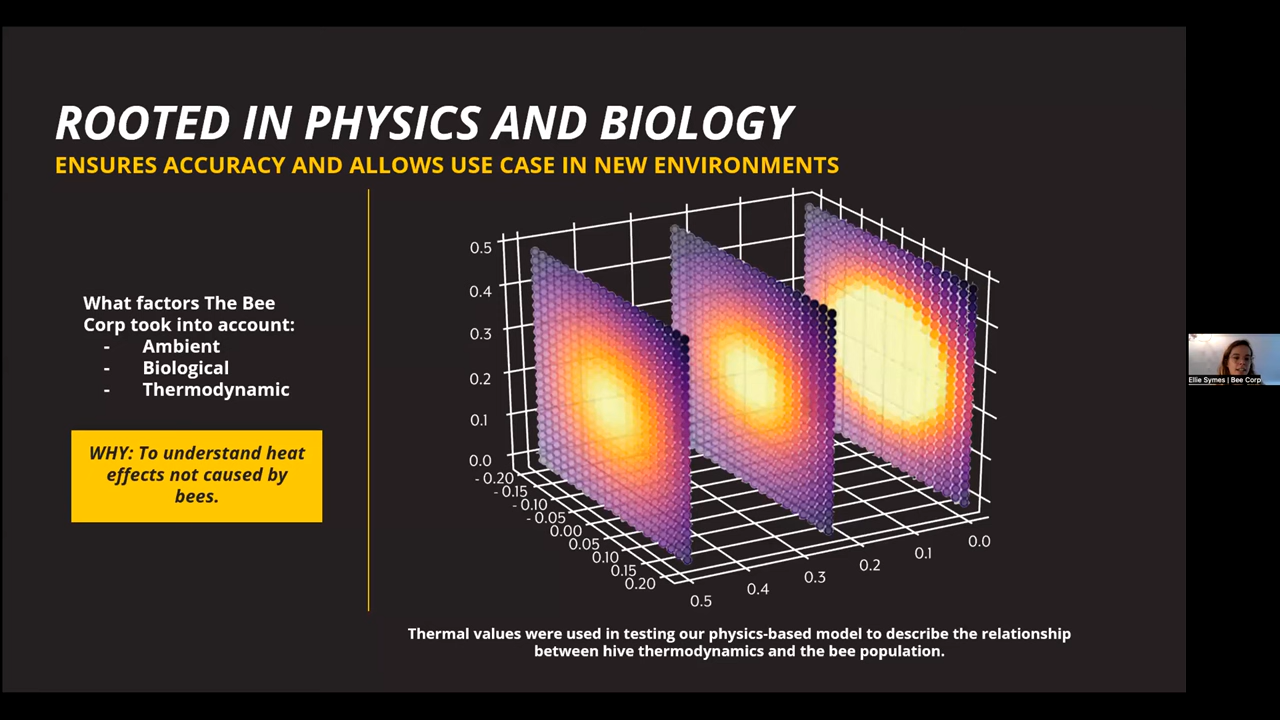 ROOTED IN PHYSICS AND BIOLOGY
ENSURES ACCURACY AND ALLOWS USE CASE IN NEW ENVIRONMENTS
What factors The Bee
Corp took into account:
- Ambient
- Biological
- Thermodynamic
WHY: To understand heat
effects not caused by
bees.
0.5
0.4
0.3
0.2
0.1
0.0
- 0.20
- 0.15
- 0.10
- 0.05
0.00
0.05
0.10
0.15
0.20
0.5
0.4
0.3
0.2
0.1
0.0
Thermal values were used in testing our physics-based model to describe the relationship
between hive thermodynamics and the bee population.
Ellie Symes | Bee Corp